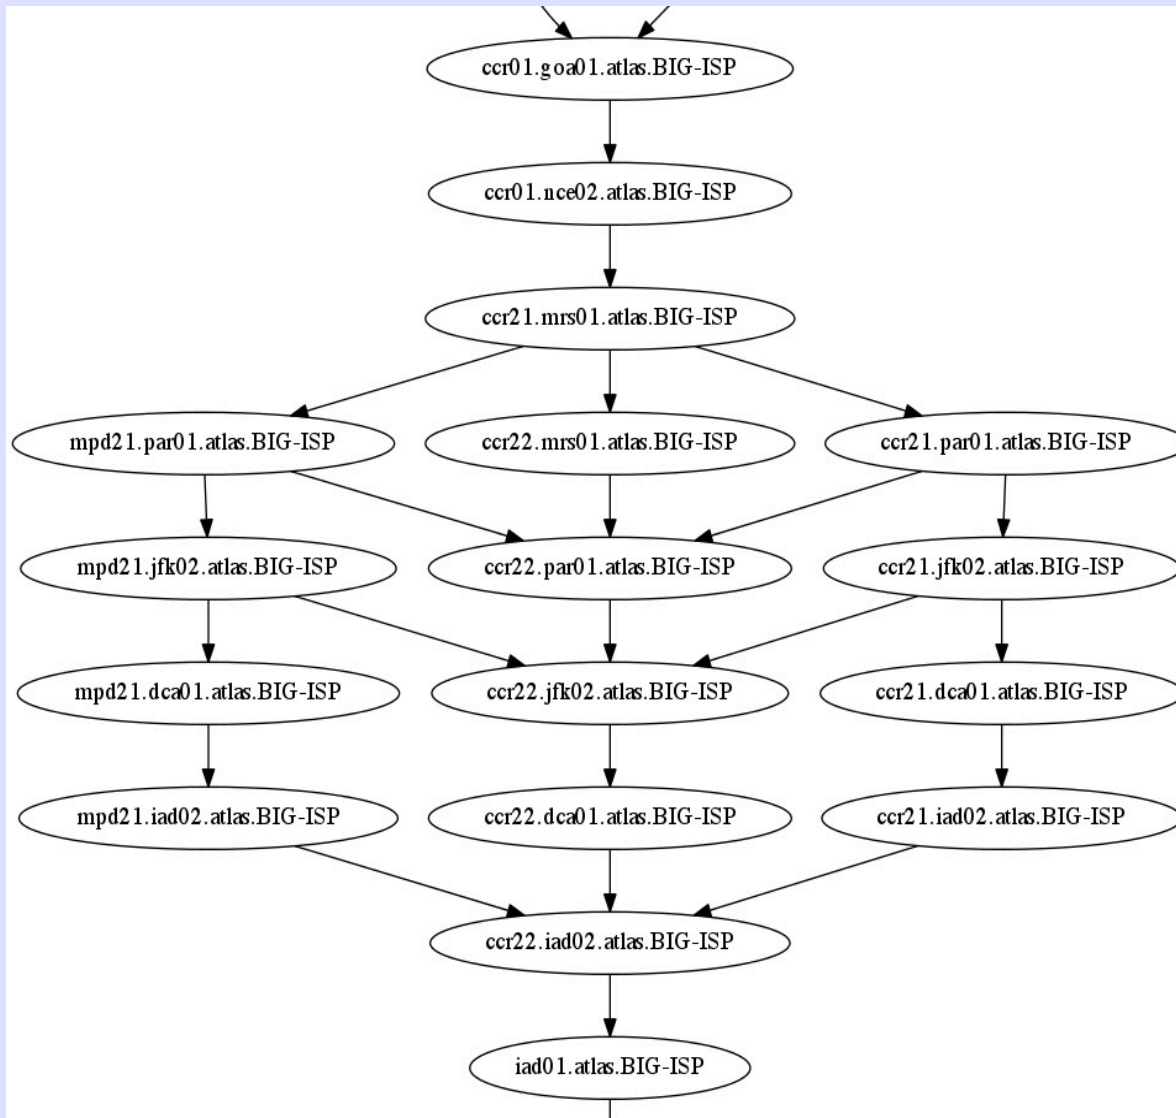 ccr01.goa01.atlas.BIG-ISP
ccr01.nce02.atlas.BIG-ISP
ccr21.mrs01.atlas.BIG-ISP
mpd21.par01.atlas.BIG-ISP
ccr22.mrs01.atlas.BIG-ISP
ccr21.par01.atlas.BIG-ISP
mpd21.jfk02.atlas.BIG-ISP
ccr22.par01.atlas.BIG-ISP
ccr21.jfk02.atlas.BIG-ISP
mpd21.dca01.atlas.BIG-ISP
ccr22.jfk02.atlas.BIG-ISP
ccr21.dca01.atlas.BIG-ISP
mpd21.iad02.atlas.BIG-ISP
ccr22.dca01.atlas.BIG-ISP
ccr21.iad02.atlas.BIG-ISP
ccr22.iad02.atlas.BIG-ISP
iad01.atlas.BIG-ISP